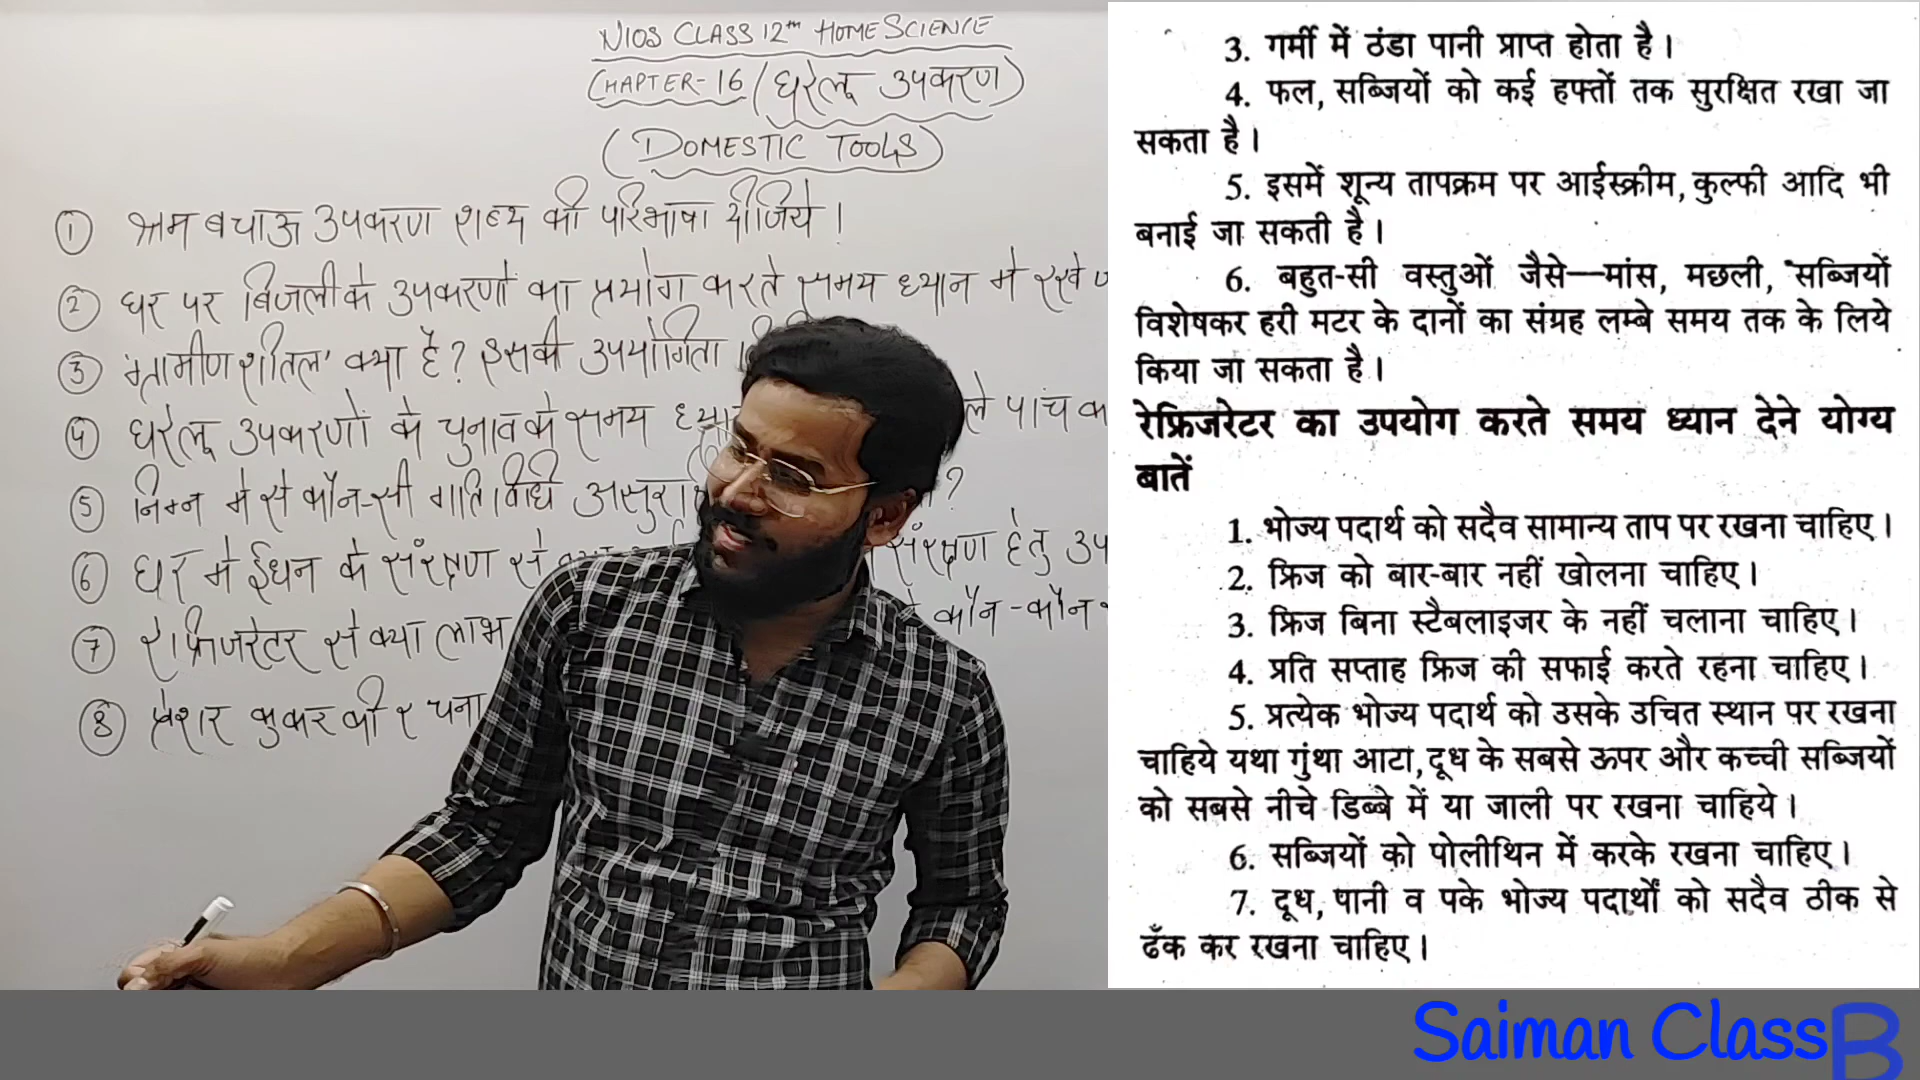 NIOS CLASS 12th HOME SCIENCE
CHAPTER-16 (घरेलू उपकरण)
(DOMESTIC TOOLS)
① श्रम बचाऊ उपकरण शब्द की परिभाषा दीजिये।
② घर पर बिजली के उपकरणों का प्रयोग करते समय ध्यान में रखे
③ 'ग्रामीण शीतल' क्या है? इसकी उपयोगिता
④ घरेलू उपकरणों के चुनाव के समय पांच
⑤ निम्न में से कौन-सी गतिविधि ?
⑥ घर में ईंधन के संरक्षण से संरक्षण हेतु
⑦ रेफ्रिजरेटर से क्या लाभ कौन-कौन
⑧ प्रेशर कुकर की रचना
3. गर्मी में ठंडा पानी प्राप्त होता है।
4. फल, सब्जियों को कई हफ्तों तक सुरक्षित रखा जा
सकता है।
5. इसमें शून्य तापक्रम पर आईस्क्रीम, कुल्फी आदि भी
बनाई जा सकती है।
6. बहुत-सी वस्तुओं जैसे—मांस, मछली, सब्जियों
विशेषकर हरी मटर के दानों का संग्रह लम्बे समय तक के लिये
किया जा सकता है।
रेफ्रिजरेटर का उपयोग करते समय ध्यान देने योग्य
बातें
1. भोज्य पदार्थ को सदैव सामान्य ताप पर रखना चाहिए।
2. फ्रिज को बार-बार नहीं खोलना चाहिए।
3. फ्रिज बिना स्टैबलाइजर के नहीं चलाना चाहिए।
4. प्रति सप्ताह फ्रिज की सफाई करते रहना चाहिए।
5. प्रत्येक भोज्य पदार्थ को उसके उचित स्थान पर रखना
चाहिये यथा गुंथा आटा, दूध के सबसे ऊपर और कच्ची सब्जियों
को सबसे नीचे डिब्बे में या जाली पर रखना चाहिये।
6. सब्जियों को पोलीथिन में करके रखना चाहिए।
7. दूध, पानी व पके भोज्य पदार्थों को सदैव ठीक से
ढँक कर रखना चाहिए।
Saiman Class
B